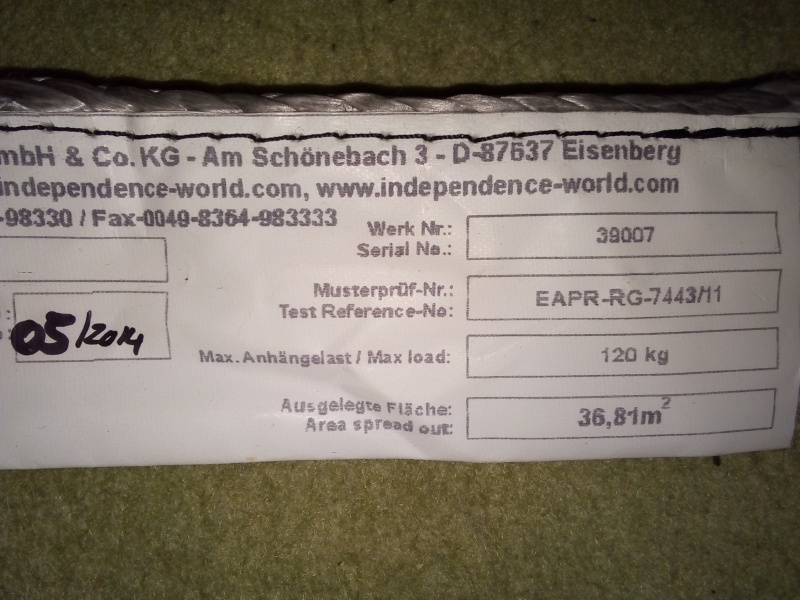 mbH & Co. KG - Am Schönebach 3 - D-87637 Eisenberg
independence-world.com, www.independence-world.com
-98330 / Fax-0049-8364-983333
Werk Nr.:
Serial No.:
39007
Musterprüf-Nr.:
Test Reference-No:
EAPR-RG-7443/11
05/2014
Max. Anhängelast / Max load:
120 kg
Ausgelegte Fläche:
Area spread out:
36,81m²